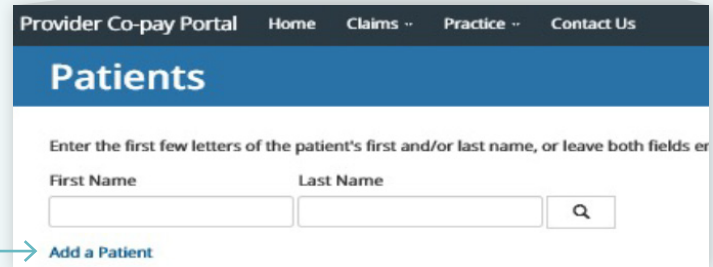 Provider Co-pay Portal Home Claims Practice Contact Us
Patients
Enter the first few letters of the patient's first and/or last name, or leave both fields
First Name Last Name
Add a Patient